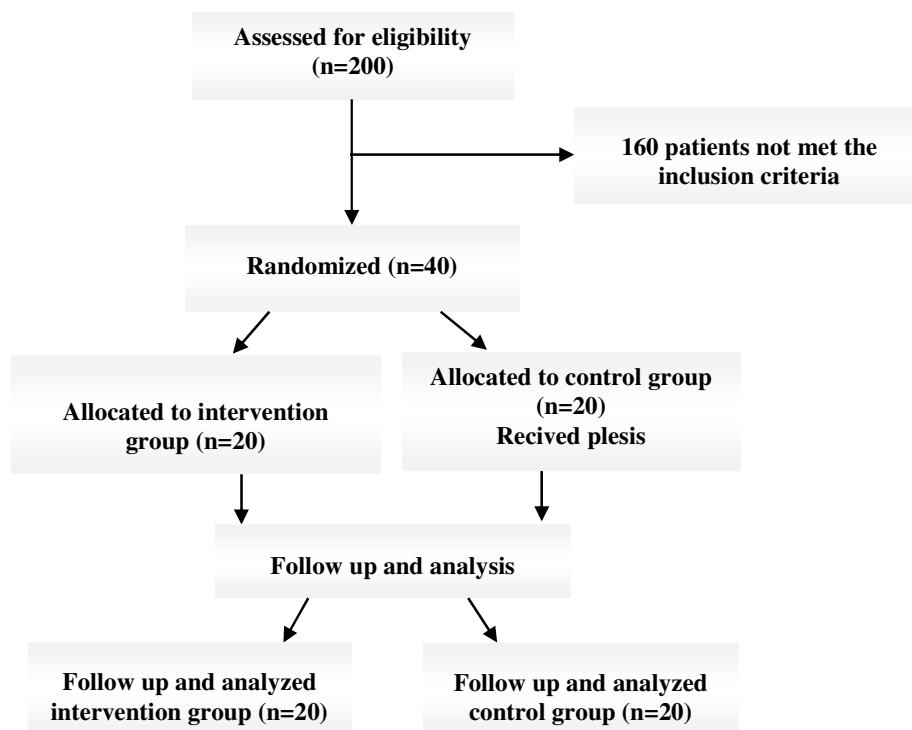 Assessed for eligibility
(n=200)
160 patients not met the
inclusion criteria
Randomized (n=40)
Allocated to intervention
group (n=20)
Allocated to control group
(n=20)
Recived plesis
Follow up and analysis
Follow up and analyzed
intervention group (n=20)
Follow up and analyzed
control group (n=20)